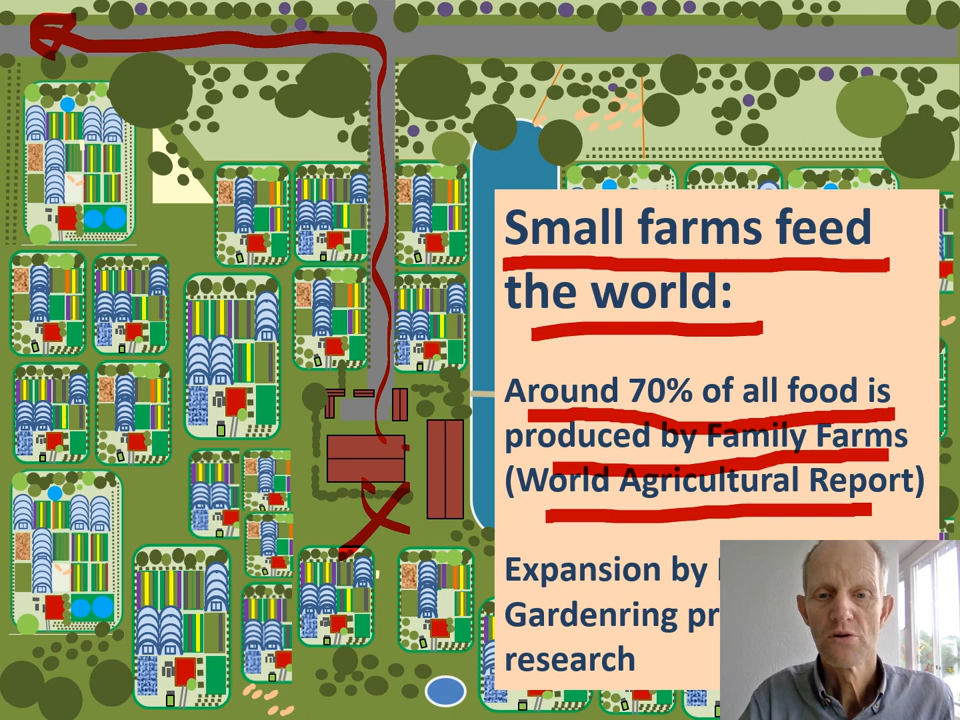 Small farms feed
the world:
Around 70% of all food is
produced by Family Farms
(World Agricultural Report)
Expansion by
Gardenring pr
research